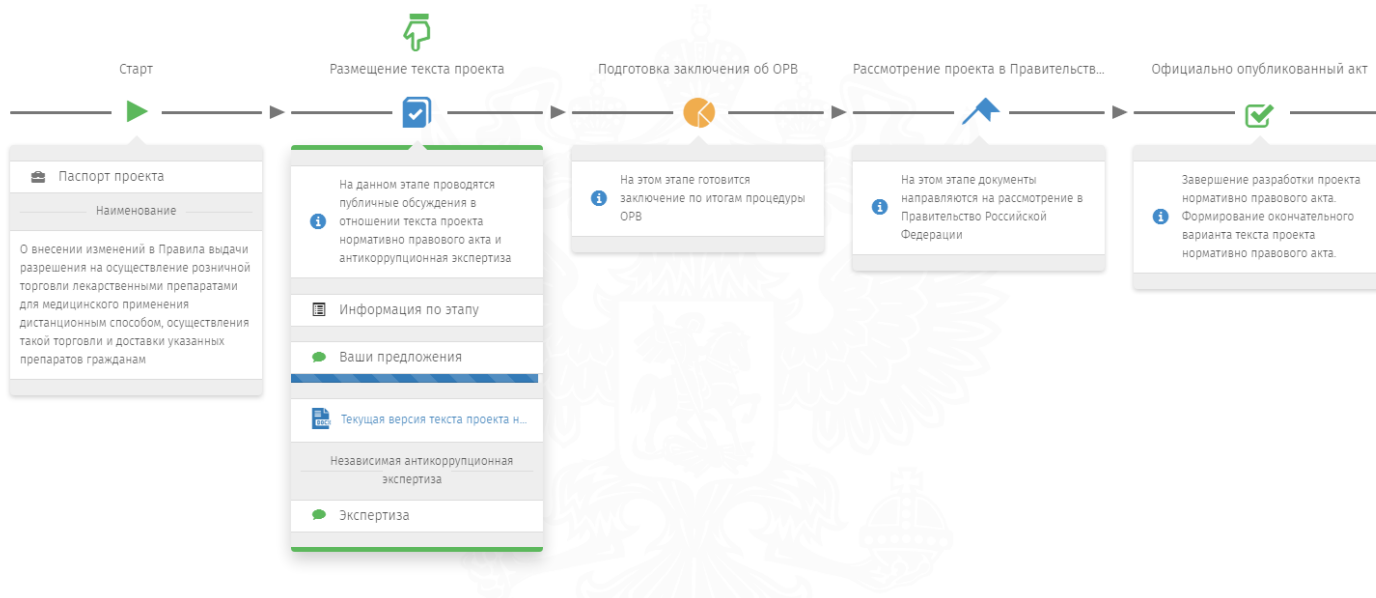 Старт
Паспорт проекта
Наименование
О внесении изменений в Правила выдачи
разрешения на осуществление розничной
торговли лекарственными препаратами
для медицинского применения
дистанционным способом, осуществления
такой торговли и доставки указанных
препаратов гражданам
Размещение текста проекта
На данном этапе проводятся
публичные обсуждения в
отношении текста проекта
нормативно правового акта и
антикоррупционная экспертиза
Информация по этапу
Ваши предложения
Текущая версия текста проекта н...
Независимая антикоррупционная
экспертиза
Экспертиза
Подготовка заключения об ОРВ
На этом этапе готовится
заключение по итогам процедуры
ОРВ
Рассмотрение проекта в Правительств...
На этом этапе документы
направляются на рассмотрение в
Правительство Российской
Федерации
Официально опубликованный акт
Завершение разработки проекта
нормативно правового акта.
Формирование окончательного
варианта текста проекта
нормативно правового акта.